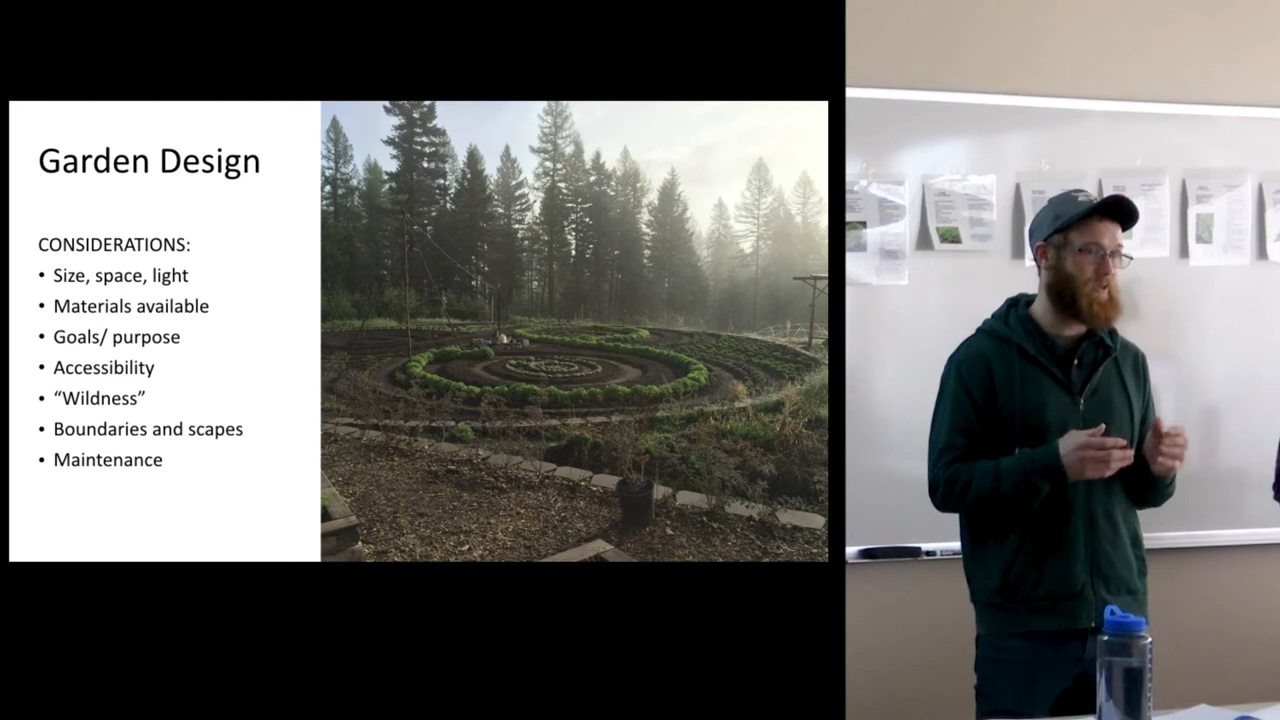 Garden Design
CONSIDERATIONS:
• Size, space, light
• Materials available
• Goals/ purpose
• Accessibility
• “Wildness”
• Boundaries and scapes
• Maintenance